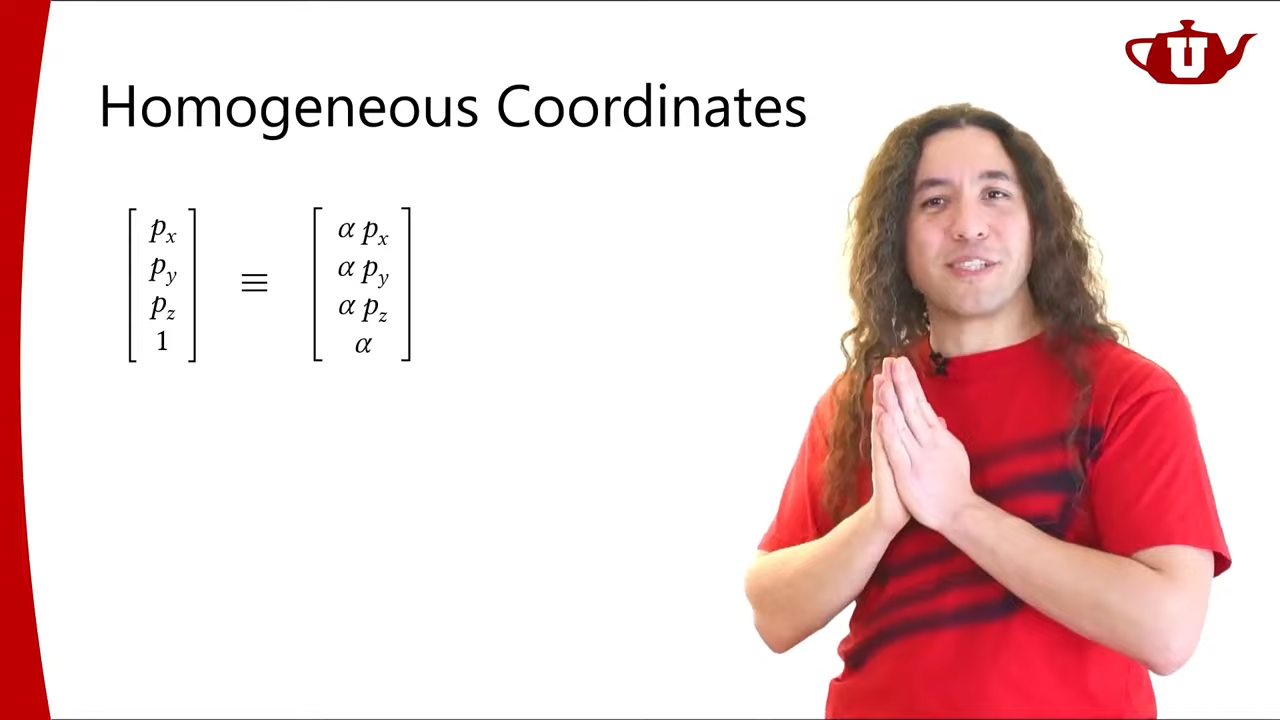 U
Homogeneous Coordinates
[ p_x ] ≡ [ α p_x ]
[ p_y ] [ α p_y ]
[ p_z ] [ α p_z ]
[ 1 ] [ α ]